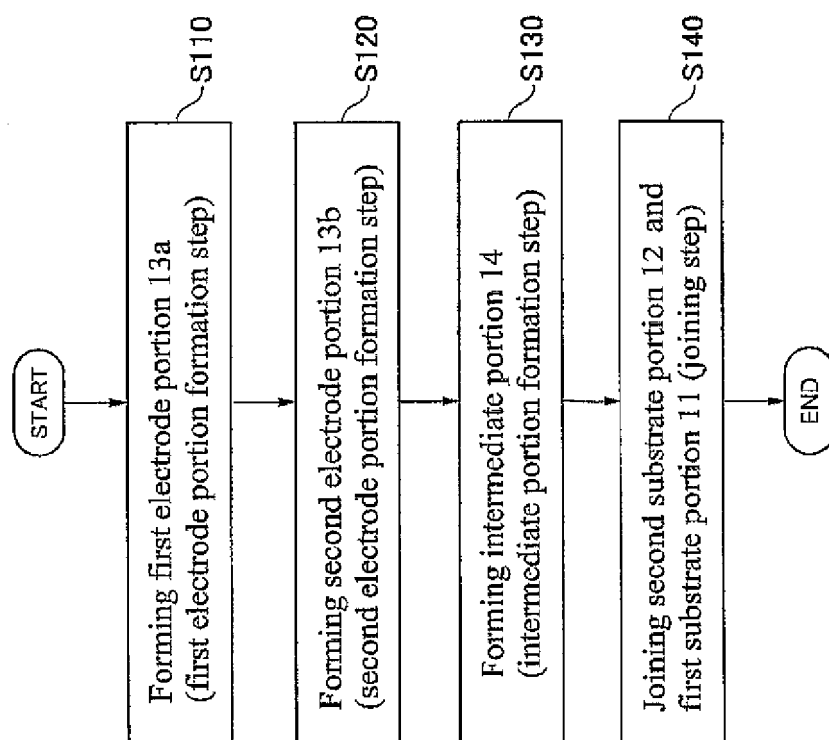 START
Forming first electrode portion 13a
(first electrode portion formation step)
S110
Forming second electrode portion 13b
(second electrode portion formation step)
S120
Forming intermediate portion 14
(intermediate portion formation step)
S130
Joining second substrate portion 12 and
first substrate portion 11 (joining step)
S140
END